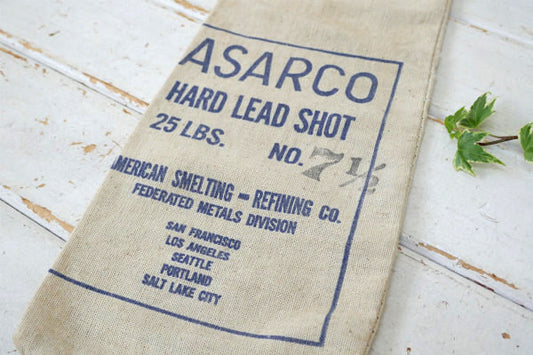 ASARCO
HARD LEAD SHOT
25 LBS. NO. 7½
AMERICAN SMELTING - REFINING CO.
FEDERATED METALS DIVISION
SAN FRANCISCO
LOS ANGELES
SEATTLE
PORTLAND
SALT LAKE CITY